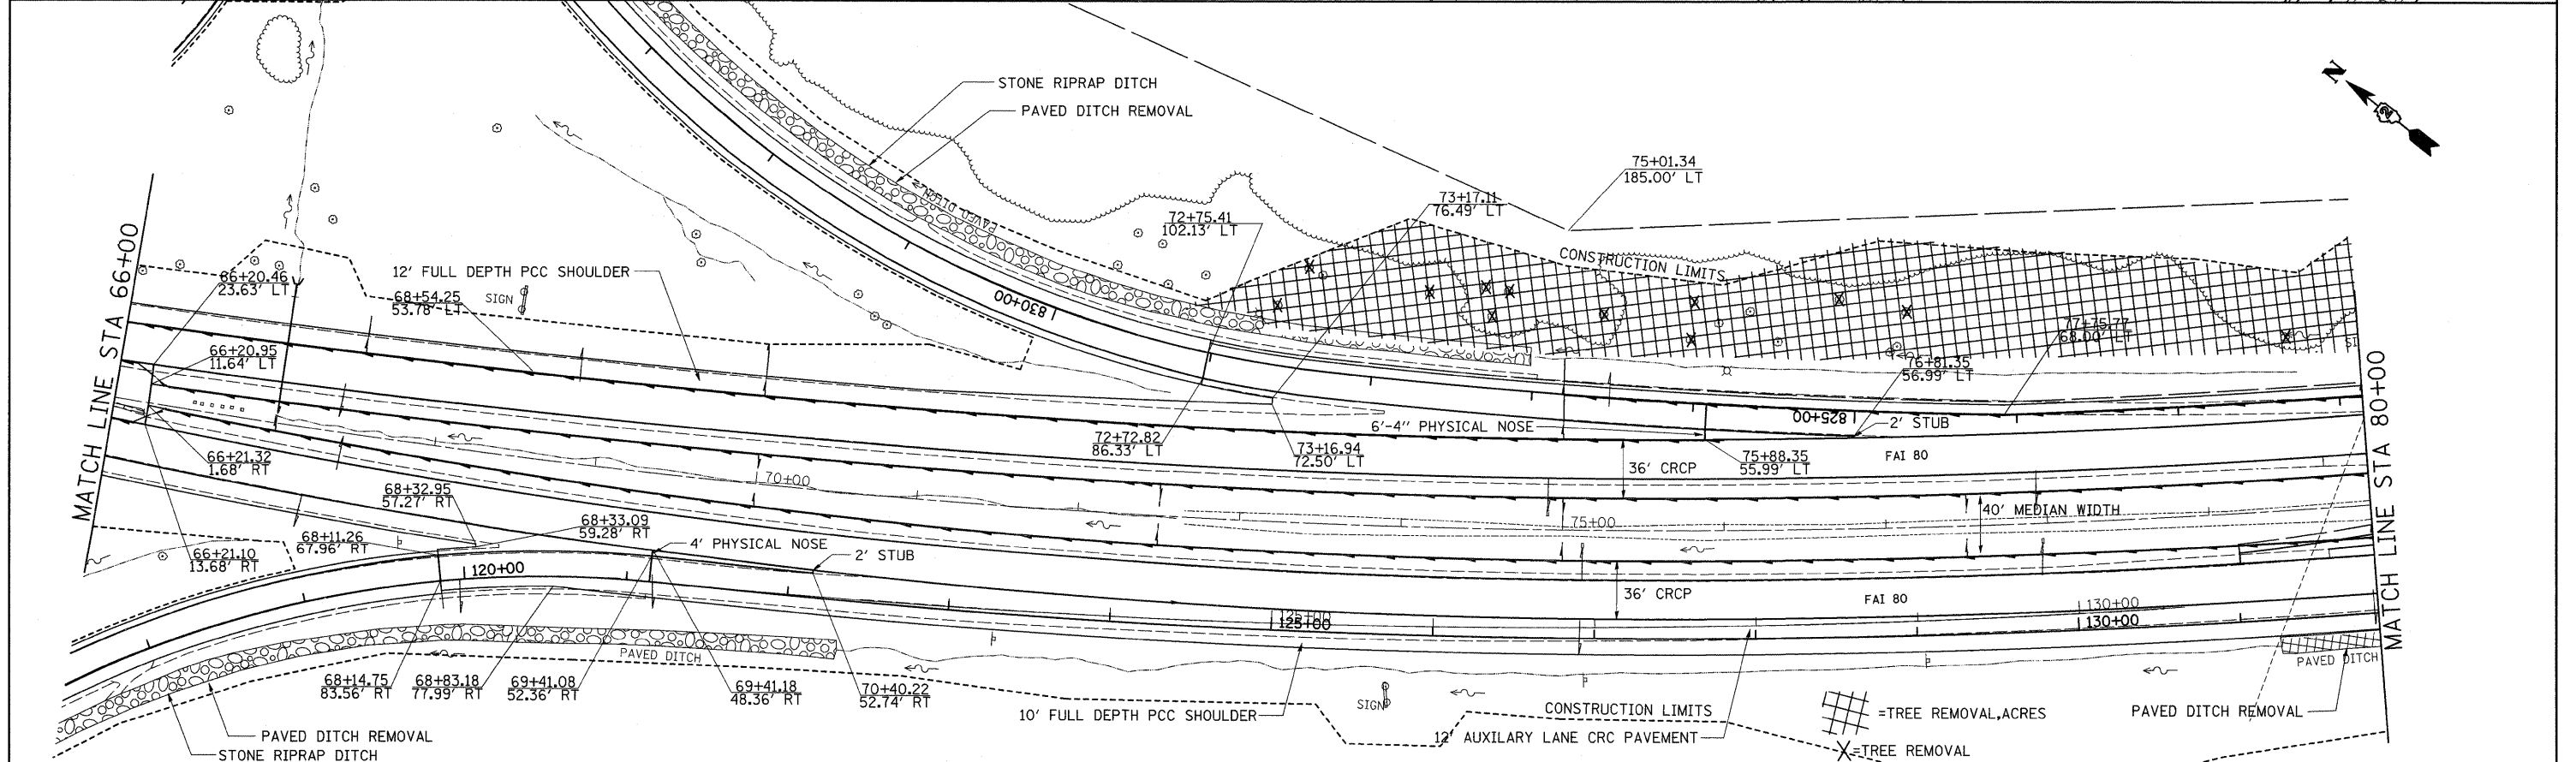 N
2
STONE RIPRAP DITCH
PAVED DITCH REMOVAL
PAVED DITCH
75+01.34
185.00' LT
73+17.11
76.49' LT
72+75.41
102.13' LT
CONSTRUCTION LIMITS
MATCH LINE STA 66+00
66+20.46
23.63' LT
12' FULL DEPTH PCC SHOULDER
68+54.25
53.78' LT
SIGN
1830+00
77+75.77
68.00' LT
66+20.95
11.64' LT
76+81.35
56.99' LT
1825+00
2' STUB
6'-4" PHYSICAL NOSE
72+72.82
86.33' LT
73+16.94
72.50' LT
75+88.35
55.99' LT
FAI 80
36' CRCP
66+21.32
1.68' RT
70+00
68+32.95
57.27' RT
40' MEDIAN WIDTH
75+00
68+33.09
59.28' RT
68+11.26
67.96' RT
66+21.10
13.68' RT
4' PHYSICAL NOSE
2' STUB
120+00
36' CRCP
FAI 80
125+00
125+00
130+00
130+00
MATCH LINE STA 80+00
PAVED DITCH
PAVED DITCH
68+14.75
83.56' RT
68+83.18
77.99' RT
69+41.08
52.36' RT
69+41.18
48.36' RT
70+40.22
52.74' RT
SIGN
10' FULL DEPTH PCC SHOULDER
CONSTRUCTION LIMITS
12' AUXILARY LANE CRC PAVEMENT
=TREE REMOVAL,ACRES
X=TREE REMOVAL
PAVED DITCH REMOVAL
PAVED DITCH REMOVAL
STONE RIPRAP DITCH